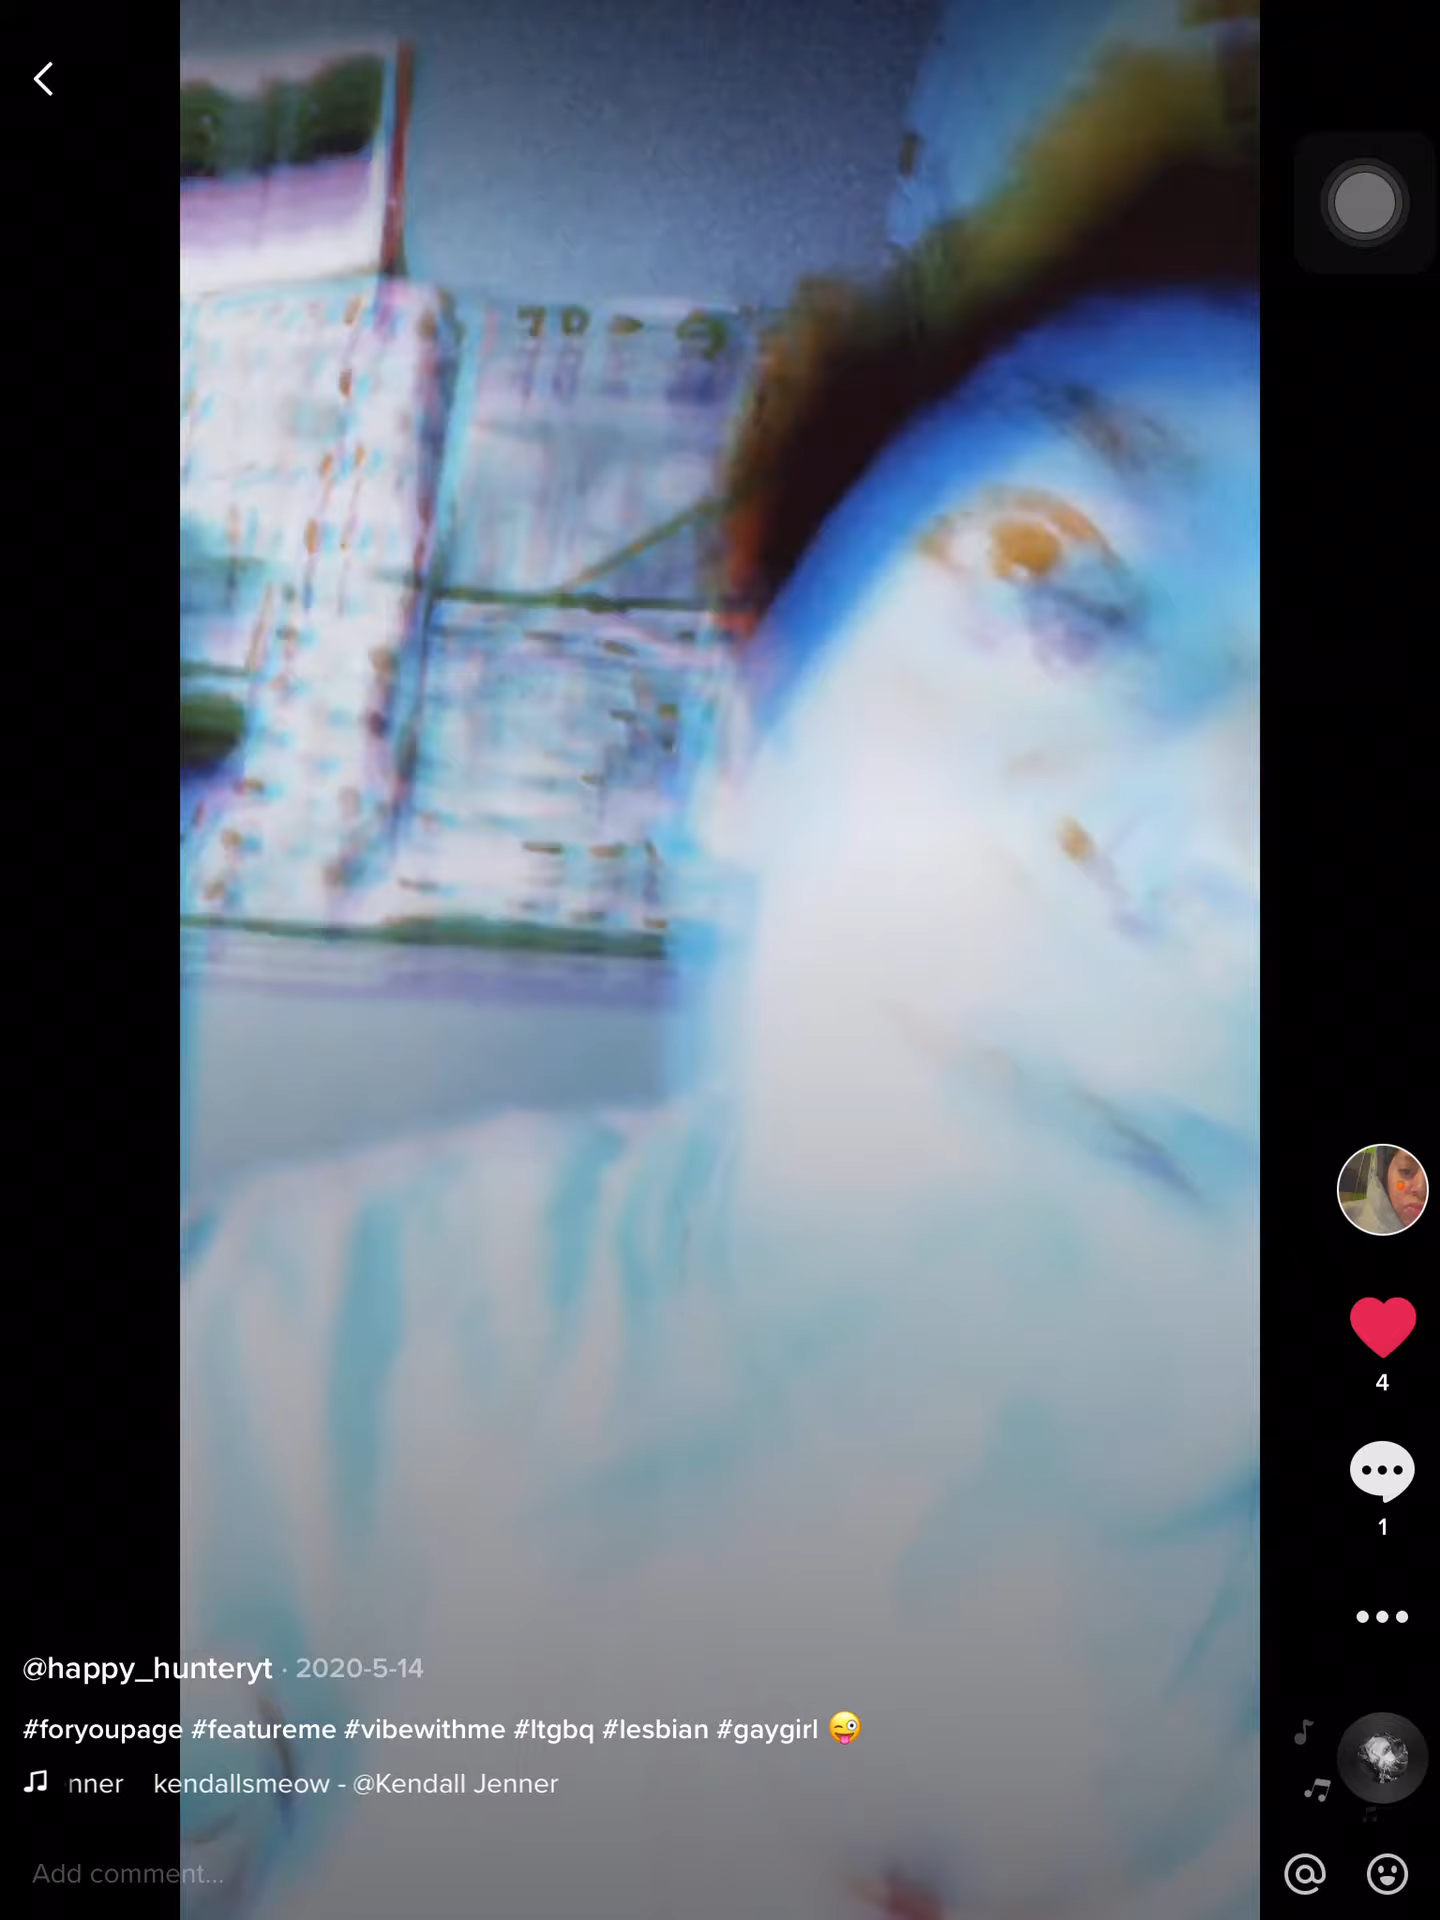 4
1
@happy_hunteryt · 2020-5-14
#foryoupage #featureme #vibewithme #ltgbq #lesbian #gaygirl 😜
nner kendallsmeow - @Kendall Jenner
Add comment...